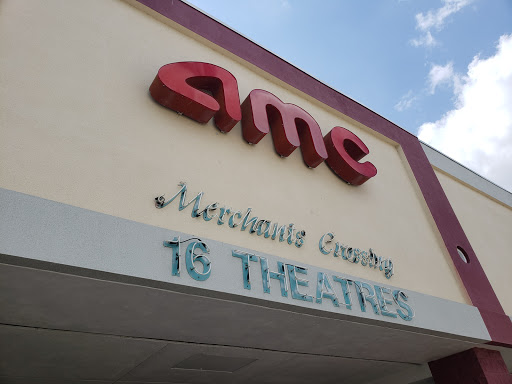 amc
Merchants Crossing
16 THEATRES